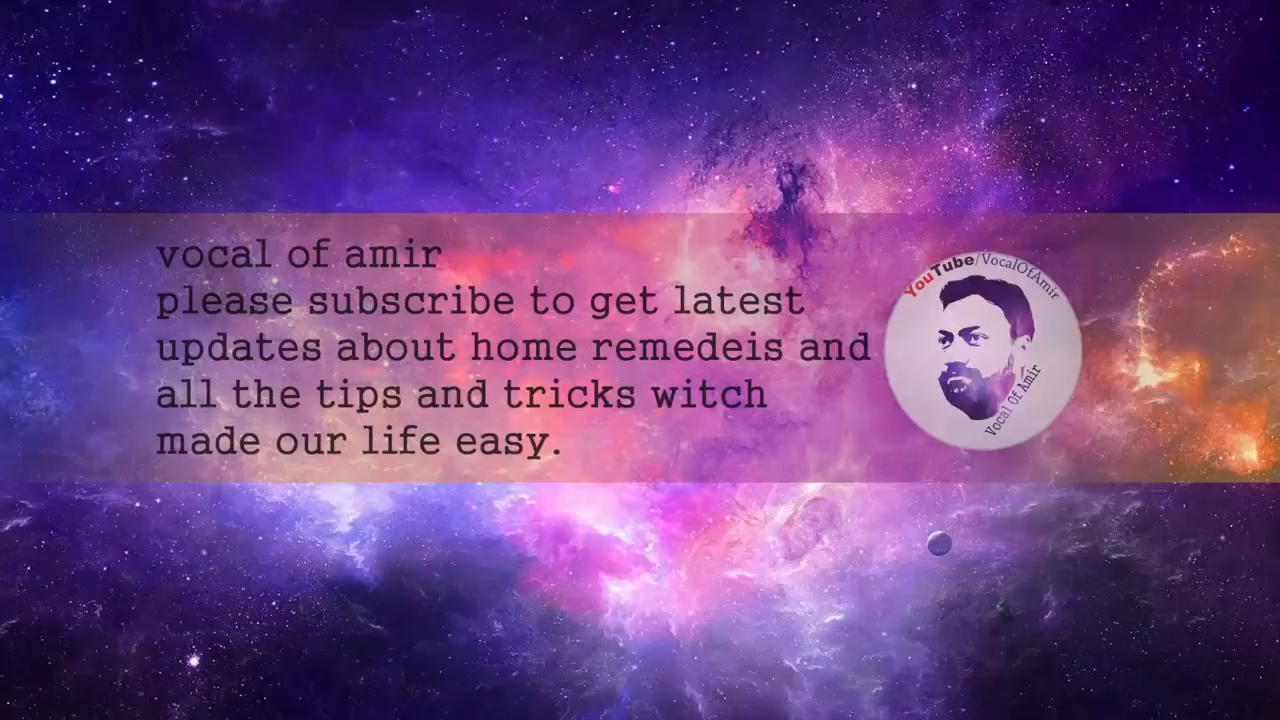 vocal of amir
please subscribe to get latest
updates about home remedeis and
all the tips and tricks witch
made our life easy.
YouTube/VocalOfAmir
Vocal Of Amir